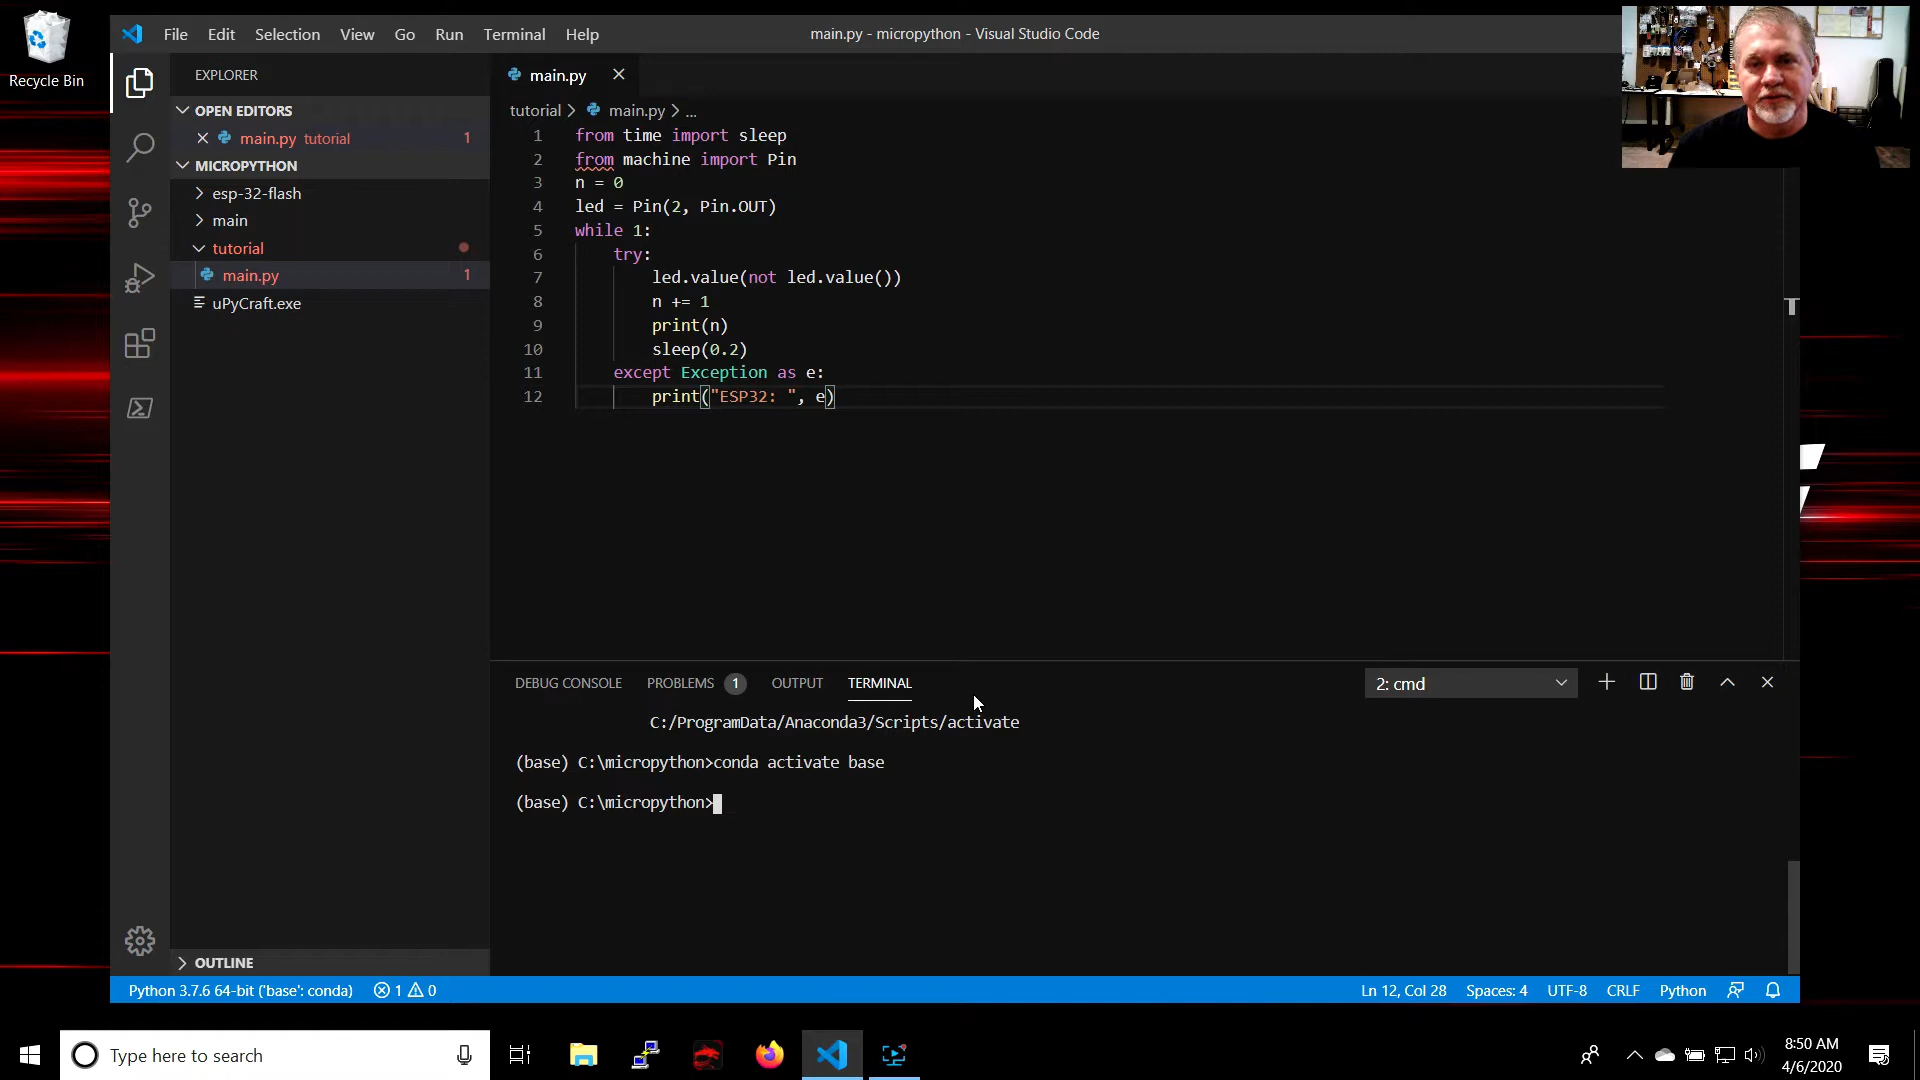 Recycle Bin
File Edit Selection View Go Run Terminal Help
main.py - micropython - Visual Studio Code
EXPLORER
OPEN EDITORS
main.py tutorial 1
MICROPYTHON
esp-32-flash
main
tutorial
main.py 1
uPyCraft.exe
OUTLINE
main.py
tutorial > main.py > ...
1 from time import sleep
2 from machine import Pin
3 n = 0
4 led = Pin(2, Pin.OUT)
5 while 1:
6 try:
7 led.value(not led.value())
8 n += 1
9 print(n)
10 sleep(0.2)
11 except Exception as e:
12 print("ESP32: ", e)
DEBUG CONSOLE PROBLEMS 1 OUTPUT TERMINAL
2: cmd
C:/ProgramData/Anaconda3/Scripts/activate
(base) C:\micropython>conda activate base
(base) C:\micropython>
Python 3.7.6 64-bit ('base': conda) 1 0
Ln 12, Col 28 Spaces: 4 UTF-8 CRLF Python
Type here to search
8:50 AM
4/6/2020